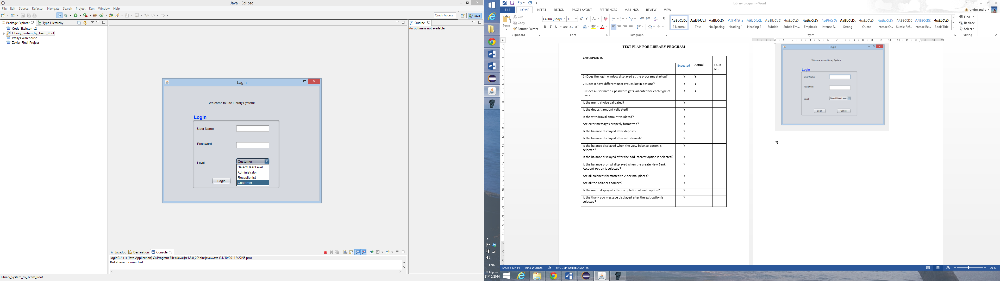 Java - Eclipse
File Edit Source Refactor Navigate Search Project Run Window Help
Quick Access
Java
Package Explorer
Type Hierarchy
Code_Skeleton_v2
Library_System_by_Team_Root
Wallys Warehouse
Zavier_Final_Project
Outline
An outline is not available.
Login
Welcome to use Library System!
Login
User Name
Password
Level
Customer
Select User Level
Administrator
Receptionist
Customer
Login
@ Javadoc Declaration Console
LoginGUI (1) [Java Application] C:\Program Files\Java\jre1.8.0_20\bin\javaw.exe (31/10/2014 9:27:55 pm)
Database connected
Library_System_by_Team_Root
ENG
9:39 p.m.
31/10/2014
Library program - Word
andre andre
FILE HOME INSERT DESIGN PAGE LAYOUT REFERENCES MAILINGS REVIEW VIEW
Paste
Cut
Copy
Format Painter
Clipboard
Calibri (Body) 11
Font
Paragraph
AaBbCcDc AaBbCcI AaBbCcDc AaBbCc AaBbCcD AaBbCcD AaBbCcDc AaBbCcDc AaBbCcDc AaBbCcDc AaBbCcDc AaBbCcDc AaBbCcDD AaBbCcDD AaBbCcDc
¶ Normal Title No Spacing Heading 1 Heading 2 Subtitle Subtle Em... Emphasis Intense E... Strong Quote Intense Q... Subtle Ref... Intense Re... Book Title
Styles
Find
Replace
Select
Editing
TEST PLAN FOR LIBRARY PROGRAM
CHECKPOINTS
Expected Actual Fault No
1) Does the login window displayed at the programs startup? Y Y
2) Does it have different user groups log in options? Y Y
3) Does a user name / password gets validated for each type of user? Y Y
Is the menu choice validated? Y
Is the deposit amount validated? Y
Is the withdrawal amount validated? Y
Are error messages properly formatted? Y
Is the balance displayed after deposit? Y
Is the balance displayed after withdrawal? Y
Is the balance displayed when the view balance option is selected? Y
Is the balance displayed after the add interest option is selected? Y
Is the balance prompt displayed when the create New Bank Account option is selected? Y
Are all balances formatted to 2 decimal places? Y
Are all the balances correct? Y
Is the menu displayed after completion of each option? Y
Is the thank you message displayed after the exit option is selected? Y
Login
Welcome to use Library System!
Login
User Name
Password
Level
Select User Level
Login Cancel
2)
PAGE 8 OF 14 1043 WORDS ENGLISH (UNITED STATES)
90 %